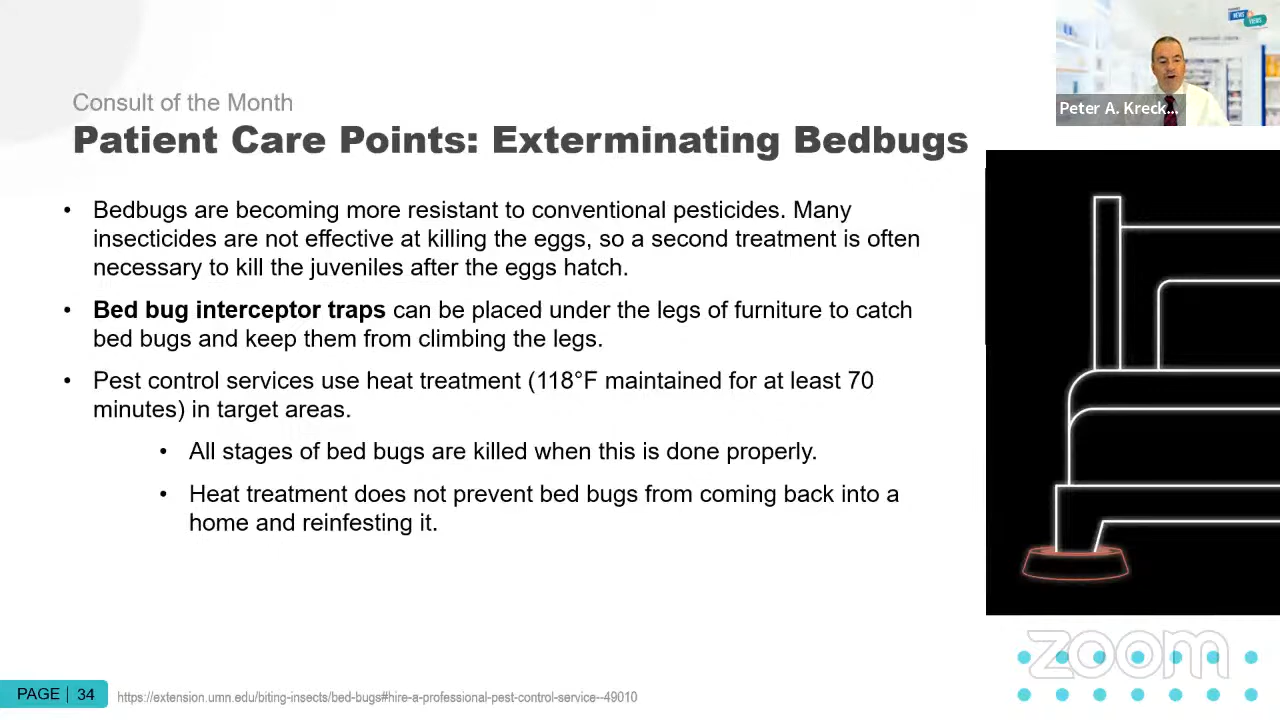 Consult of the Month
Patient Care Points: Exterminating Bedbugs
NEWS
VIEWS
Peter A. Kreck...
• Bedbugs are becoming more resistant to conventional pesticides. Many
insecticides are not effective at killing the eggs, so a second treatment is often
necessary to kill the juveniles after the eggs hatch.
• Bed bug interceptor traps can be placed under the legs of furniture to catch
bed bugs and keep them from climbing the legs.
• Pest control services use heat treatment (118°F maintained for at least 70
minutes) in target areas.
• All stages of bed bugs are killed when this is done properly.
• Heat treatment does not prevent bed bugs from coming back into a
home and reinfesting it.
zoom
PAGE | 34
https://extension.umn.edu/biting-insects/bed-bugs#hire-a-professional-pest-control-service--49010